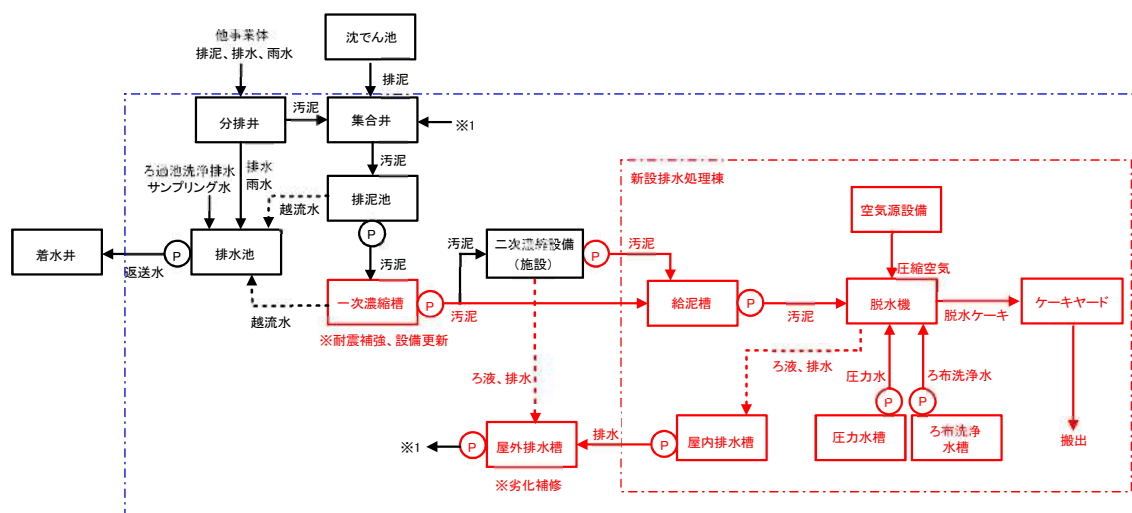 他事業体
排泥、排水、雨水
沈でん池
排泥
分排井
汚泥
集合井
※1
汚泥
ろ過池洗浄排水
サンプリング水
排水
雨水
排泥池
越流水
P
新設排水処理棟
空気源設備
着水井
P
返送水
排水池
汚泥
汚泥
二次濃縮設備
(施設)
P
汚泥
圧縮空気
越流水
一次濃縮槽
P
汚泥
給泥槽
P
汚泥
脱水機
脱水ケーキ
ケーキヤード
※耐震補強、設備更新
ろ液、排水
ろ液、排水
圧力水
ろ布洗浄水
P
P
※1
P
屋外排水槽
排水
P
屋内排水槽
圧力水槽
ろ布洗浄
水槽
搬出
※劣化補修